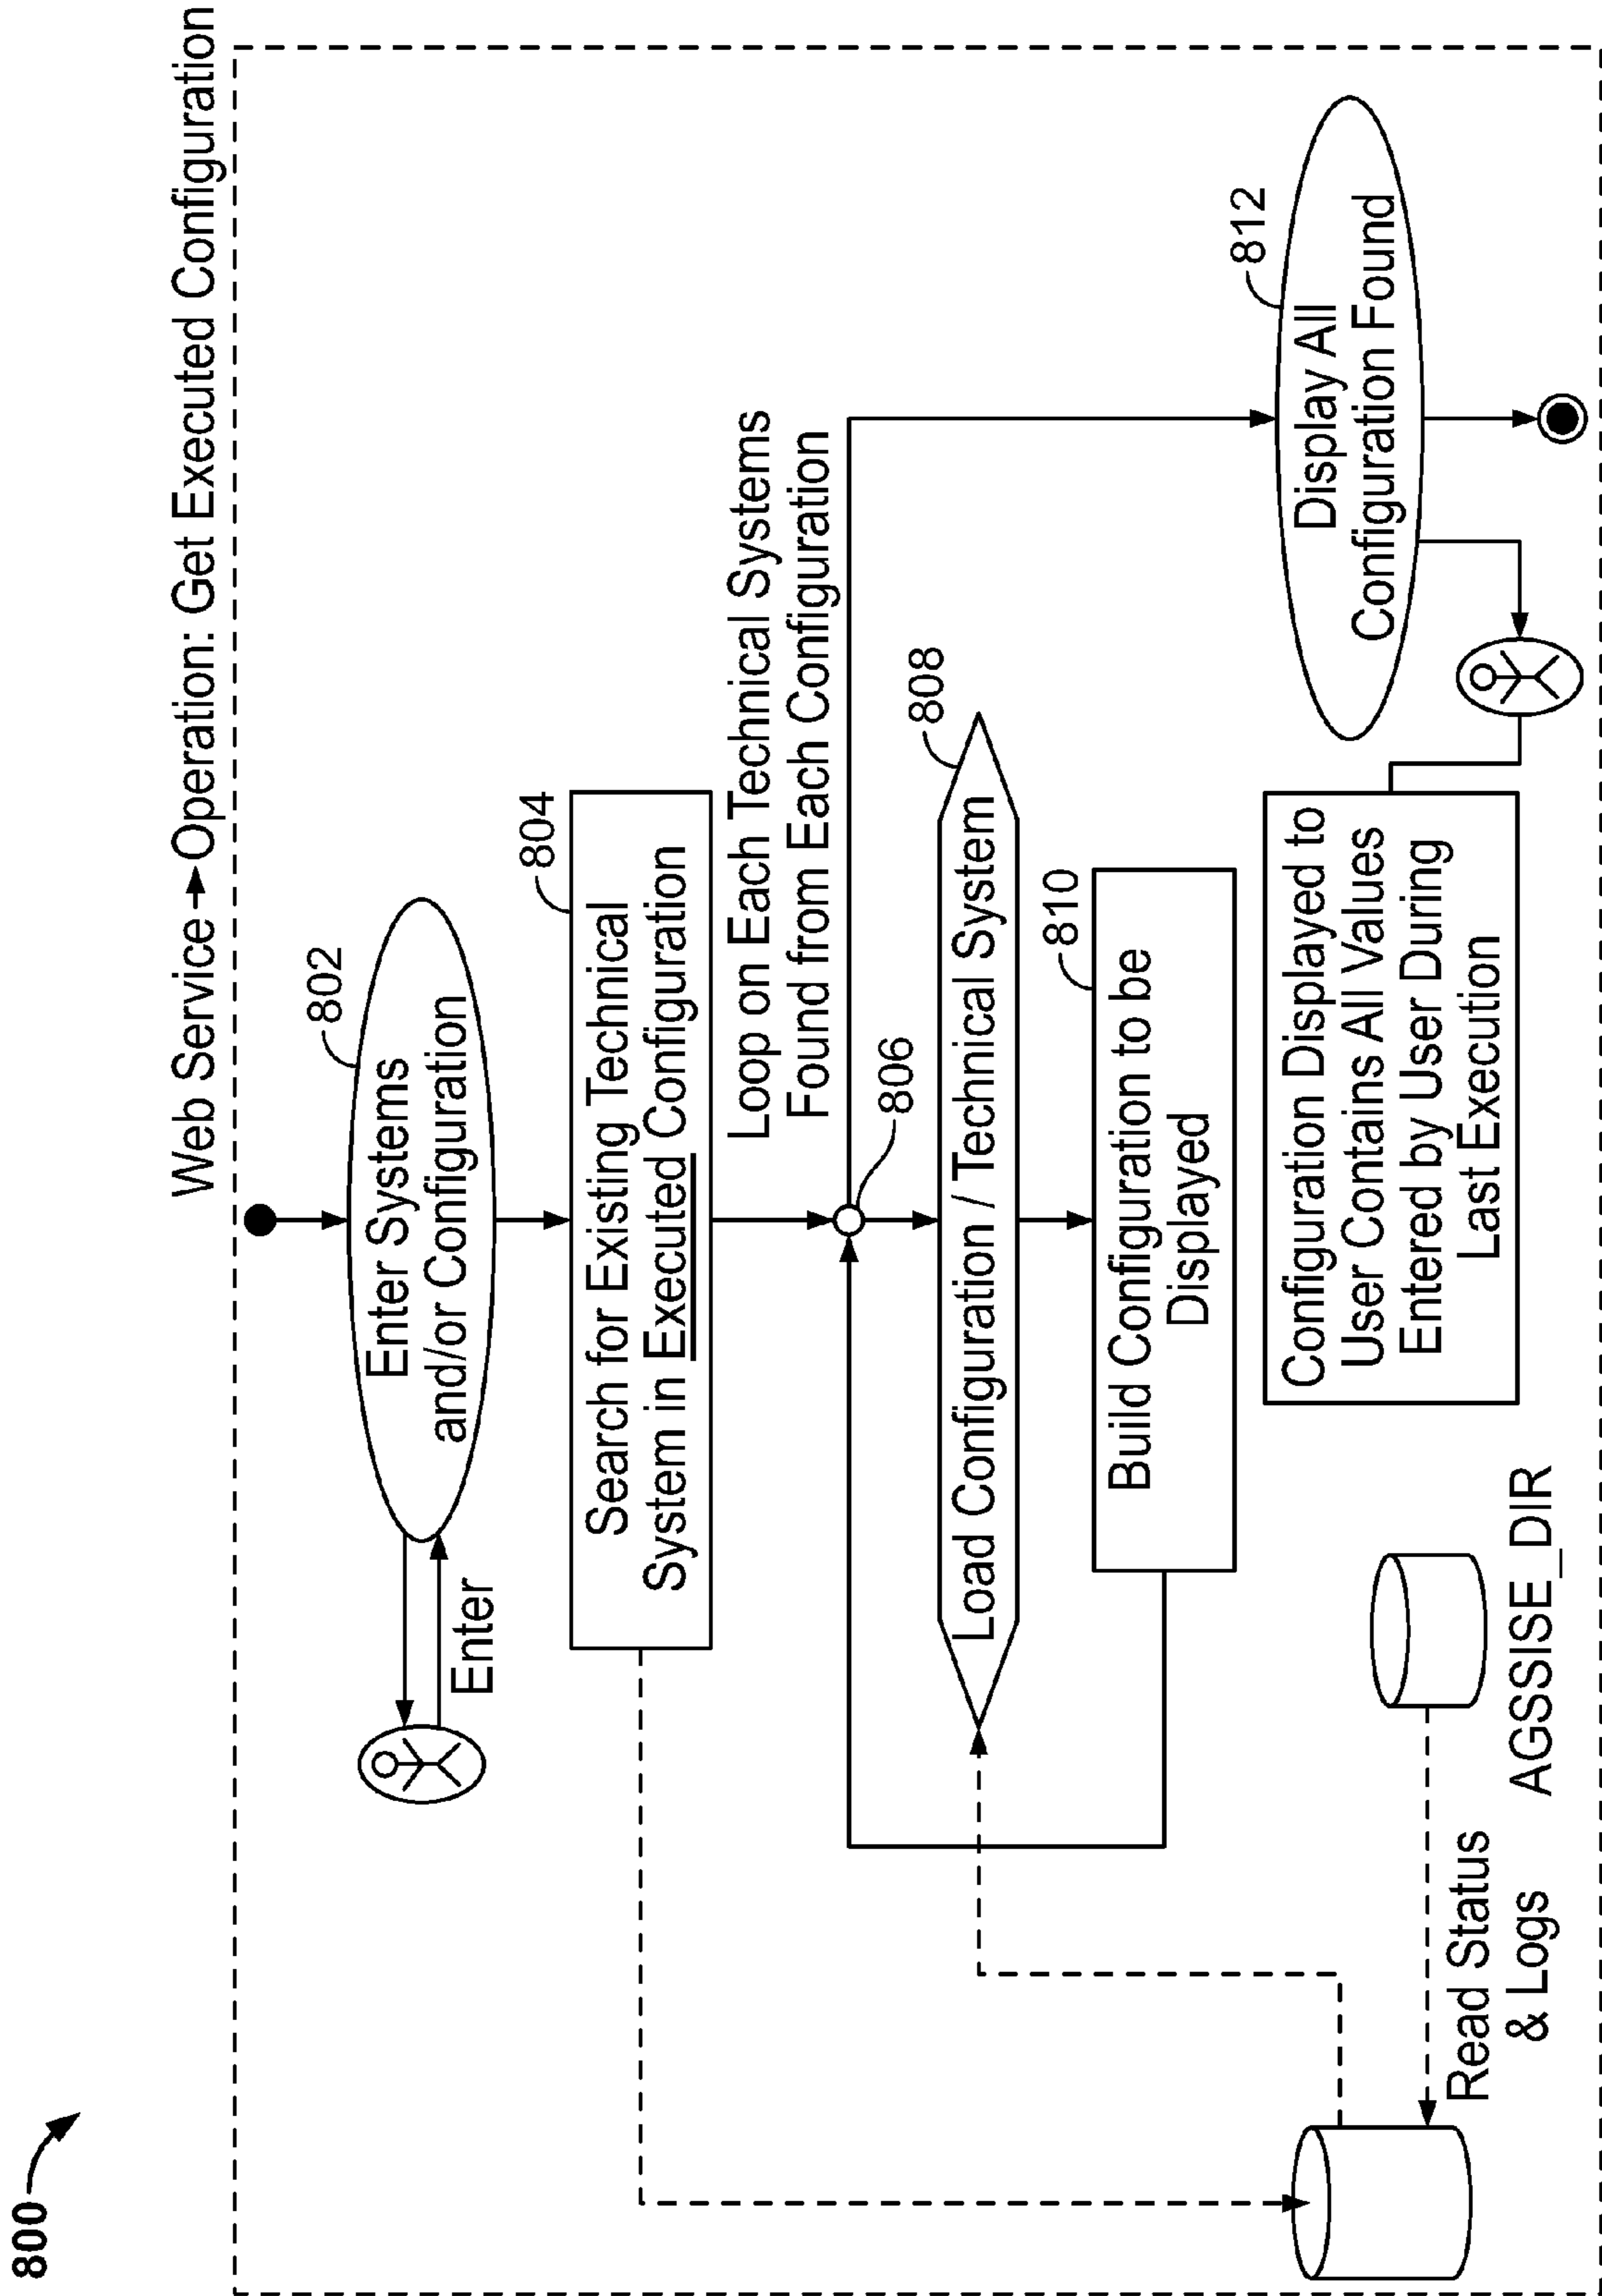 800
Web Service→Operation: Get Executed Configuration
802
Enter Systems
and/or Configuration
Enter
804
Search for Existing Technical
System in Executed Configuration
Loop on Each Technical Systems
Found from Each Configuration
806
808
Load Configuration / Technical System
810
Build Configuration to be
Displayed
812
Display All
Configuration Found
Configuration Displayed to
User Contains All Values
Entered by User During
Last Execution
Read Status
& Logs
AGSSISE_DIR